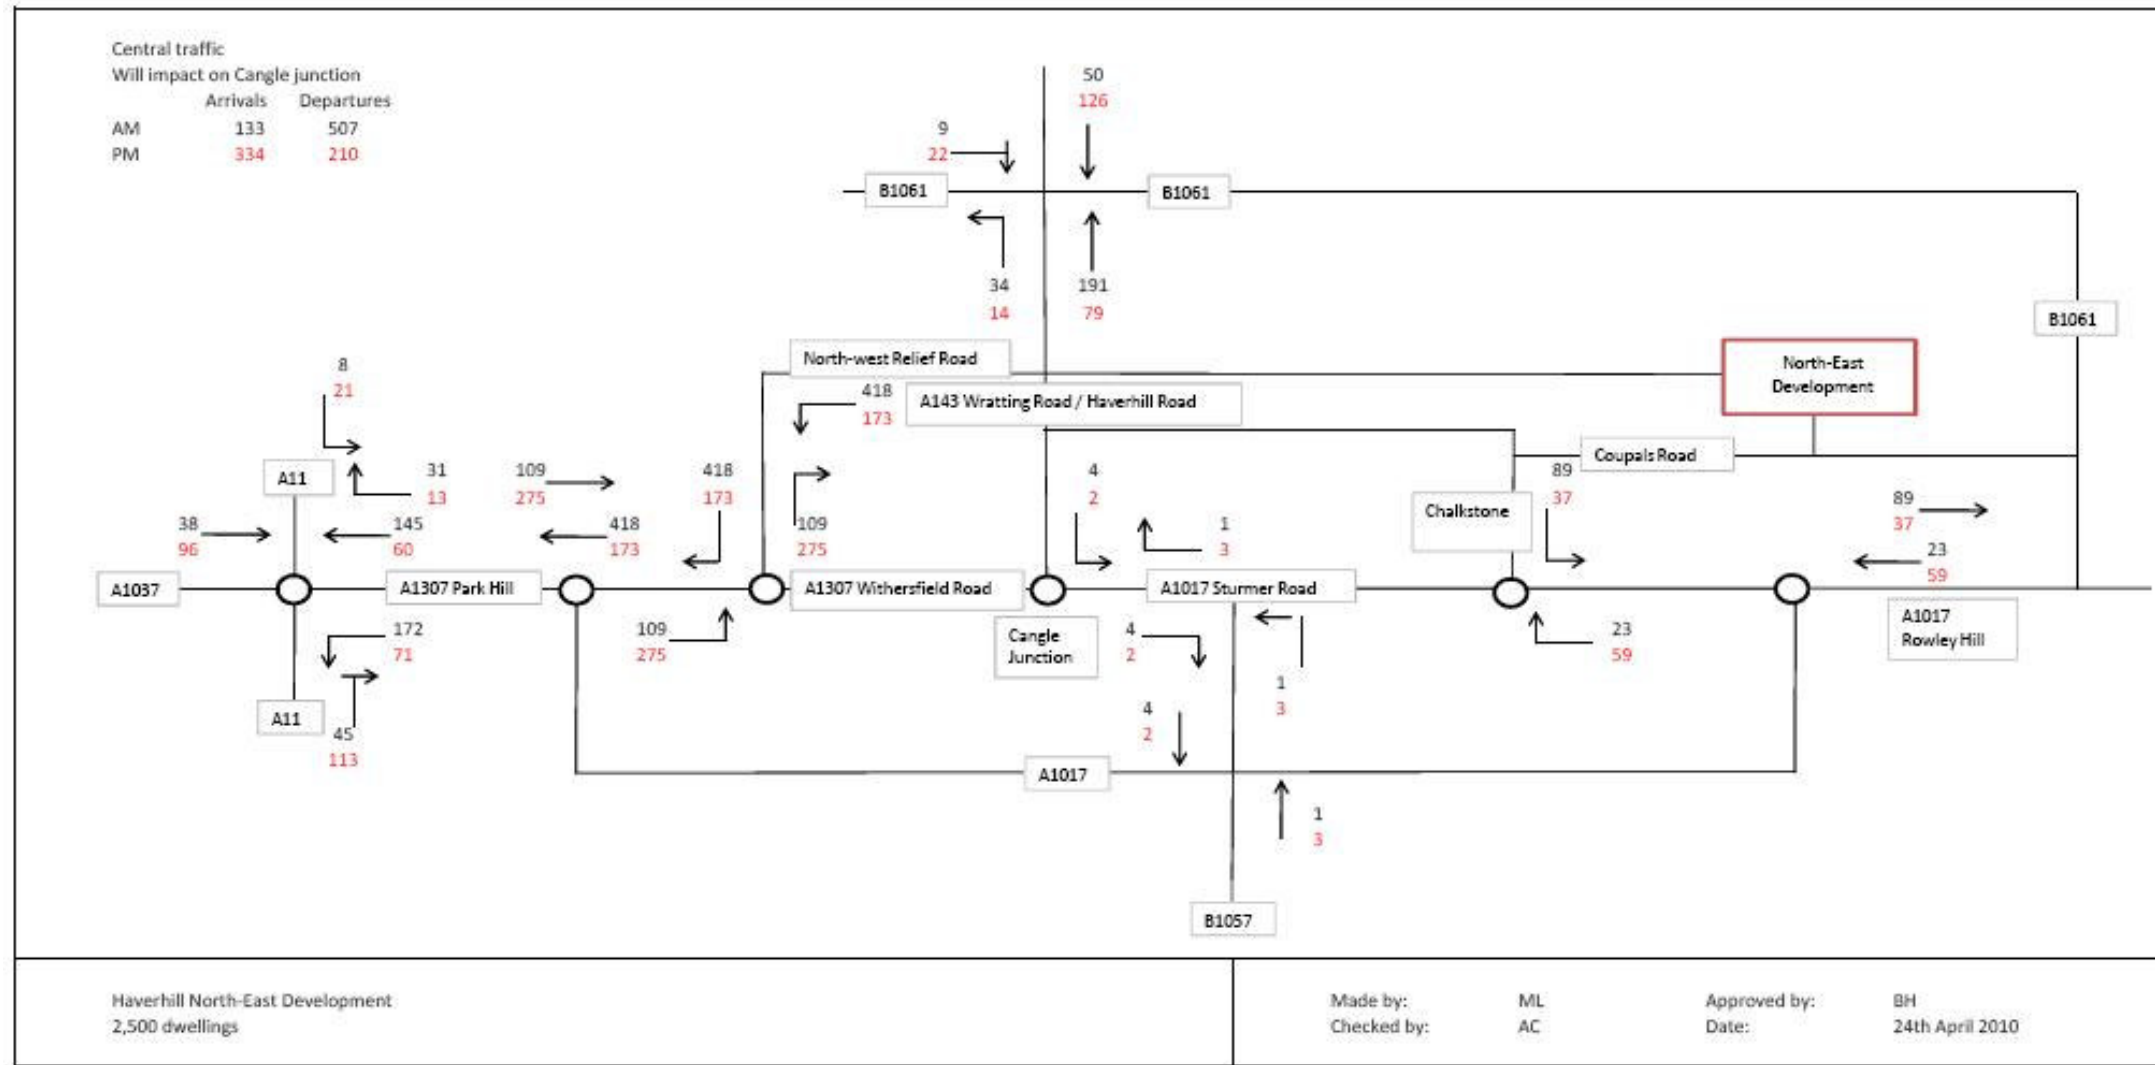 Central traffic
Will impact on Cangle junction
Arrivals Departures
AM 133 507
PM 334 210
50
126
9
22
B1061
B1061
34
14
191
79
B1061
North-west Relief Road
North-East
Development
8
21
418
173
A143 Wratting Road / Haverhill Road
A11
31
13
109
275
418
173
4
2
Coupals Road
89
37
Chalkstone
89
37
38
96
145
60
418
173
109
275
1
3
23
59
A1037
A1307 Park Hill
A1307 Withersfield Road
A1017 Sturmer Road
172
71
109
275
Cangle
Junction
4
2
23
59
A1017
Rowley Hill
A11
45
113
1
3
4
2
A1017
1
3
B1057
Haverhill North-East Development
2,500 dwellings
Made by: ML Approved by: BH
Checked by: AC Date: 24th April 2010